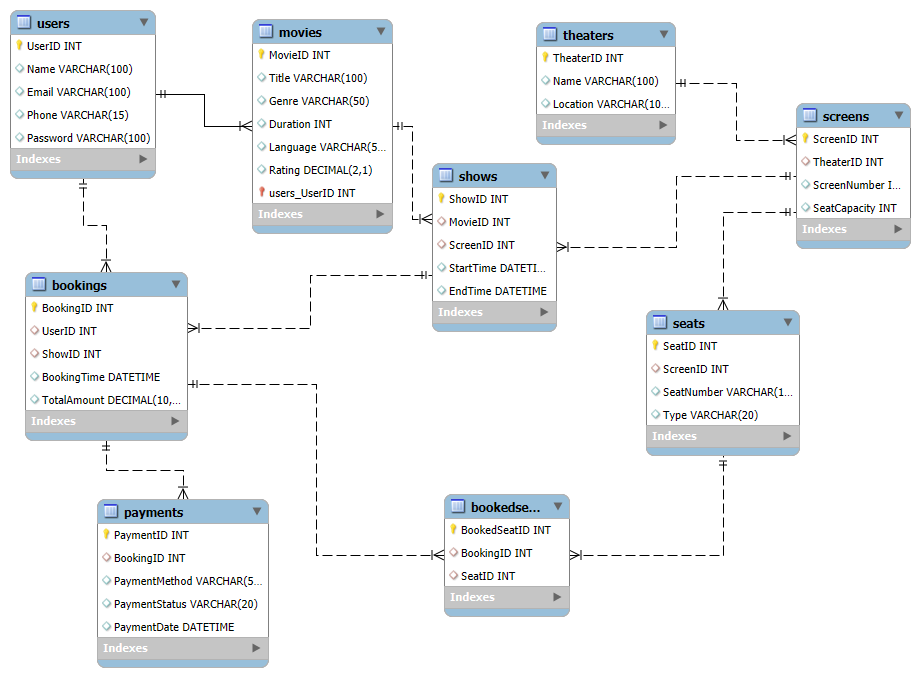 users
UserID INT
Name VARCHAR(100)
Email VARCHAR(100)
Phone VARCHAR(15)
Password VARCHAR(100)
Indexes
movies
MovieID INT
Title VARCHAR(100)
Genre VARCHAR(50)
Duration INT
Language VARCHAR(5...
Rating DECIMAL(2,1)
users_UserID INT
Indexes
theaters
TheaterID INT
Name VARCHAR(100)
Location VARCHAR(10...
Indexes
screens
ScreenID INT
TheaterID INT
ScreenNumber I...
SeatCapacity INT
Indexes
shows
ShowID INT
MovieID INT
ScreenID INT
StartTime DATETI...
EndTime DATETIME
Indexes
bookings
BookingID INT
UserID INT
ShowID INT
BookingTime DATETIME
TotalAmount DECIMAL(10,...
Indexes
seats
SeatID INT
ScreenID INT
SeatNumber VARCHAR(1...
Type VARCHAR(20)
Indexes
payments
PaymentID INT
BookingID INT
PaymentMethod VARCHAR(5...
PaymentStatus VARCHAR(20)
PaymentDate DATETIME
Indexes
bookedse...
BookedSeatID INT
BookingID INT
SeatID INT
Indexes